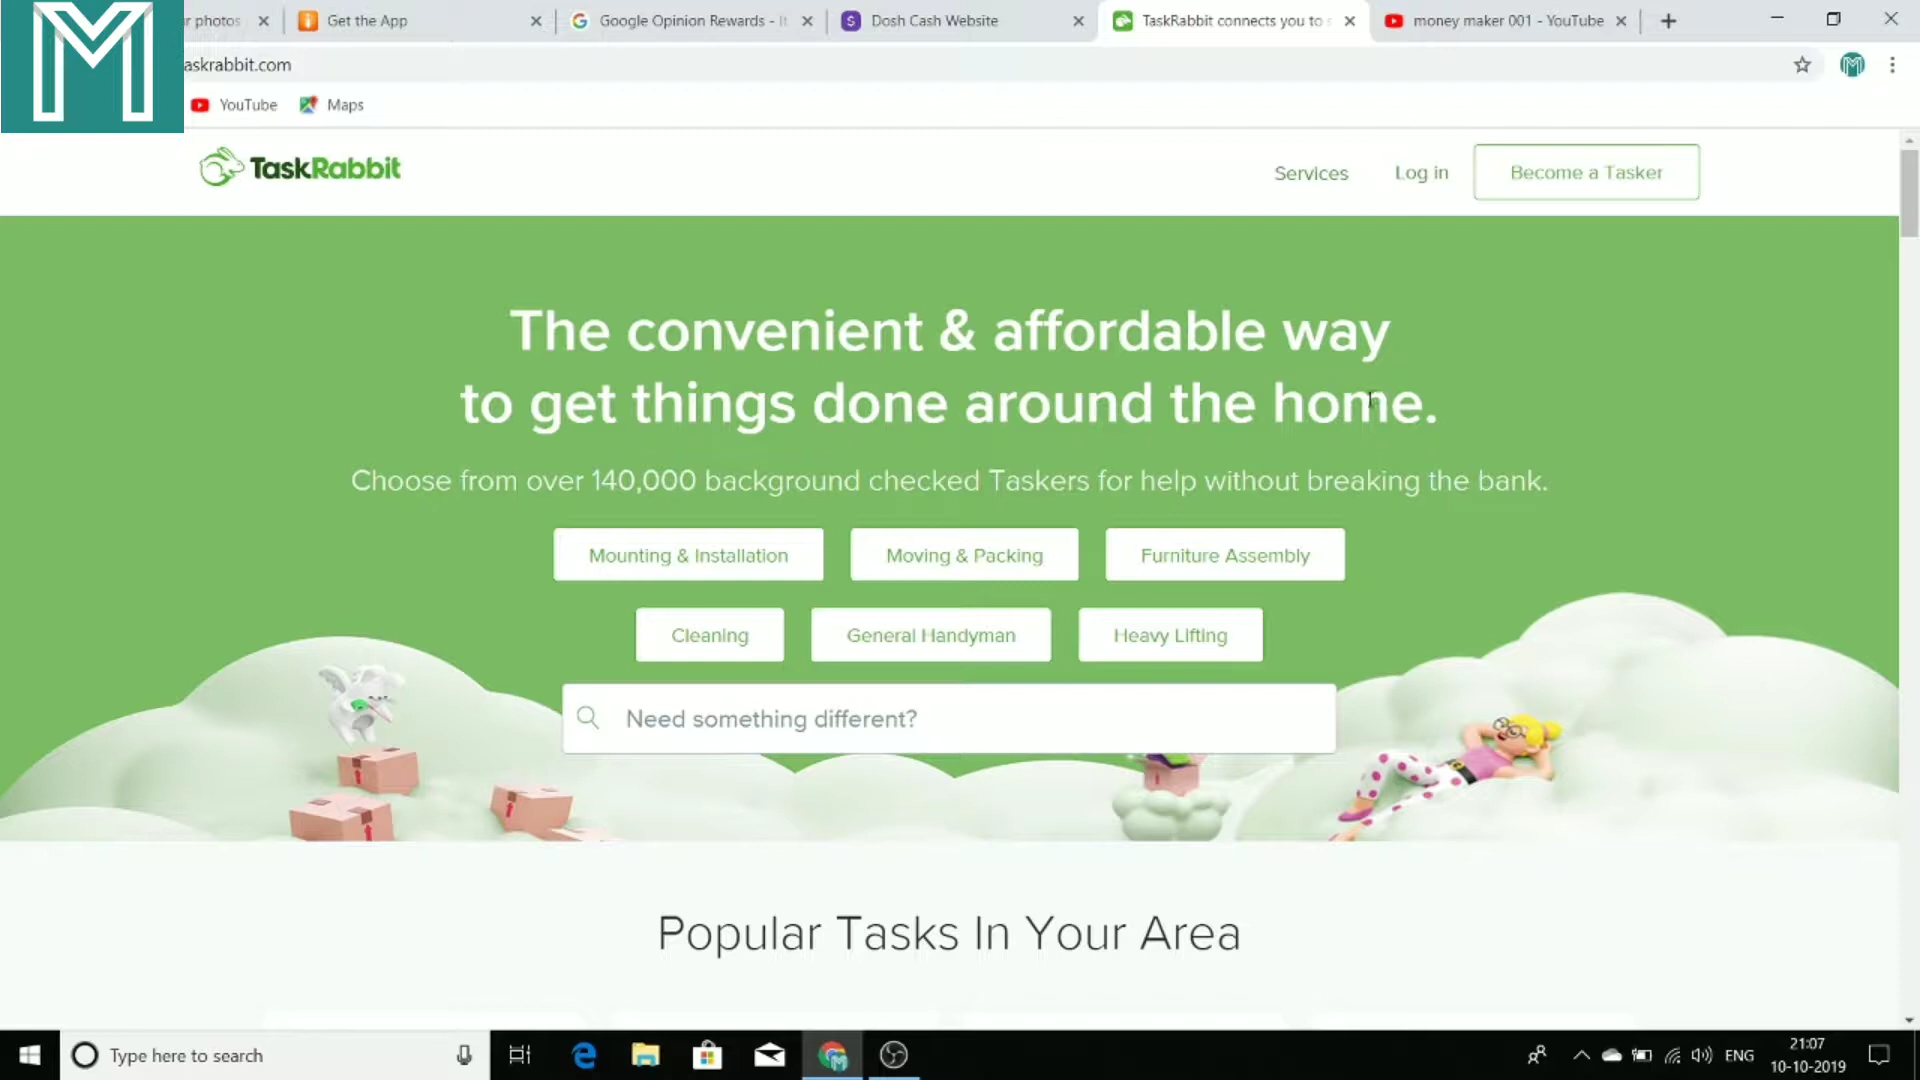 M
r photos
Get the App
Google Opinion Rewards - It
Dosh Cash Website
TaskRabbit connects you to s
money maker 001 - YouTube
askrabbit.com
YouTube
Maps
TaskRabbit
Services
Log in
Become a Tasker
The convenient & affordable way
to get things done around the home.
Choose from over 140,000 background checked Taskers for help without breaking the bank.
Mounting & Installation
Moving & Packing
Furniture Assembly
Cleaning
General Handyman
Heavy Lifting
Need something different?
Popular Tasks In Your Area
Type here to search
ENG
21:07
10-10-2019